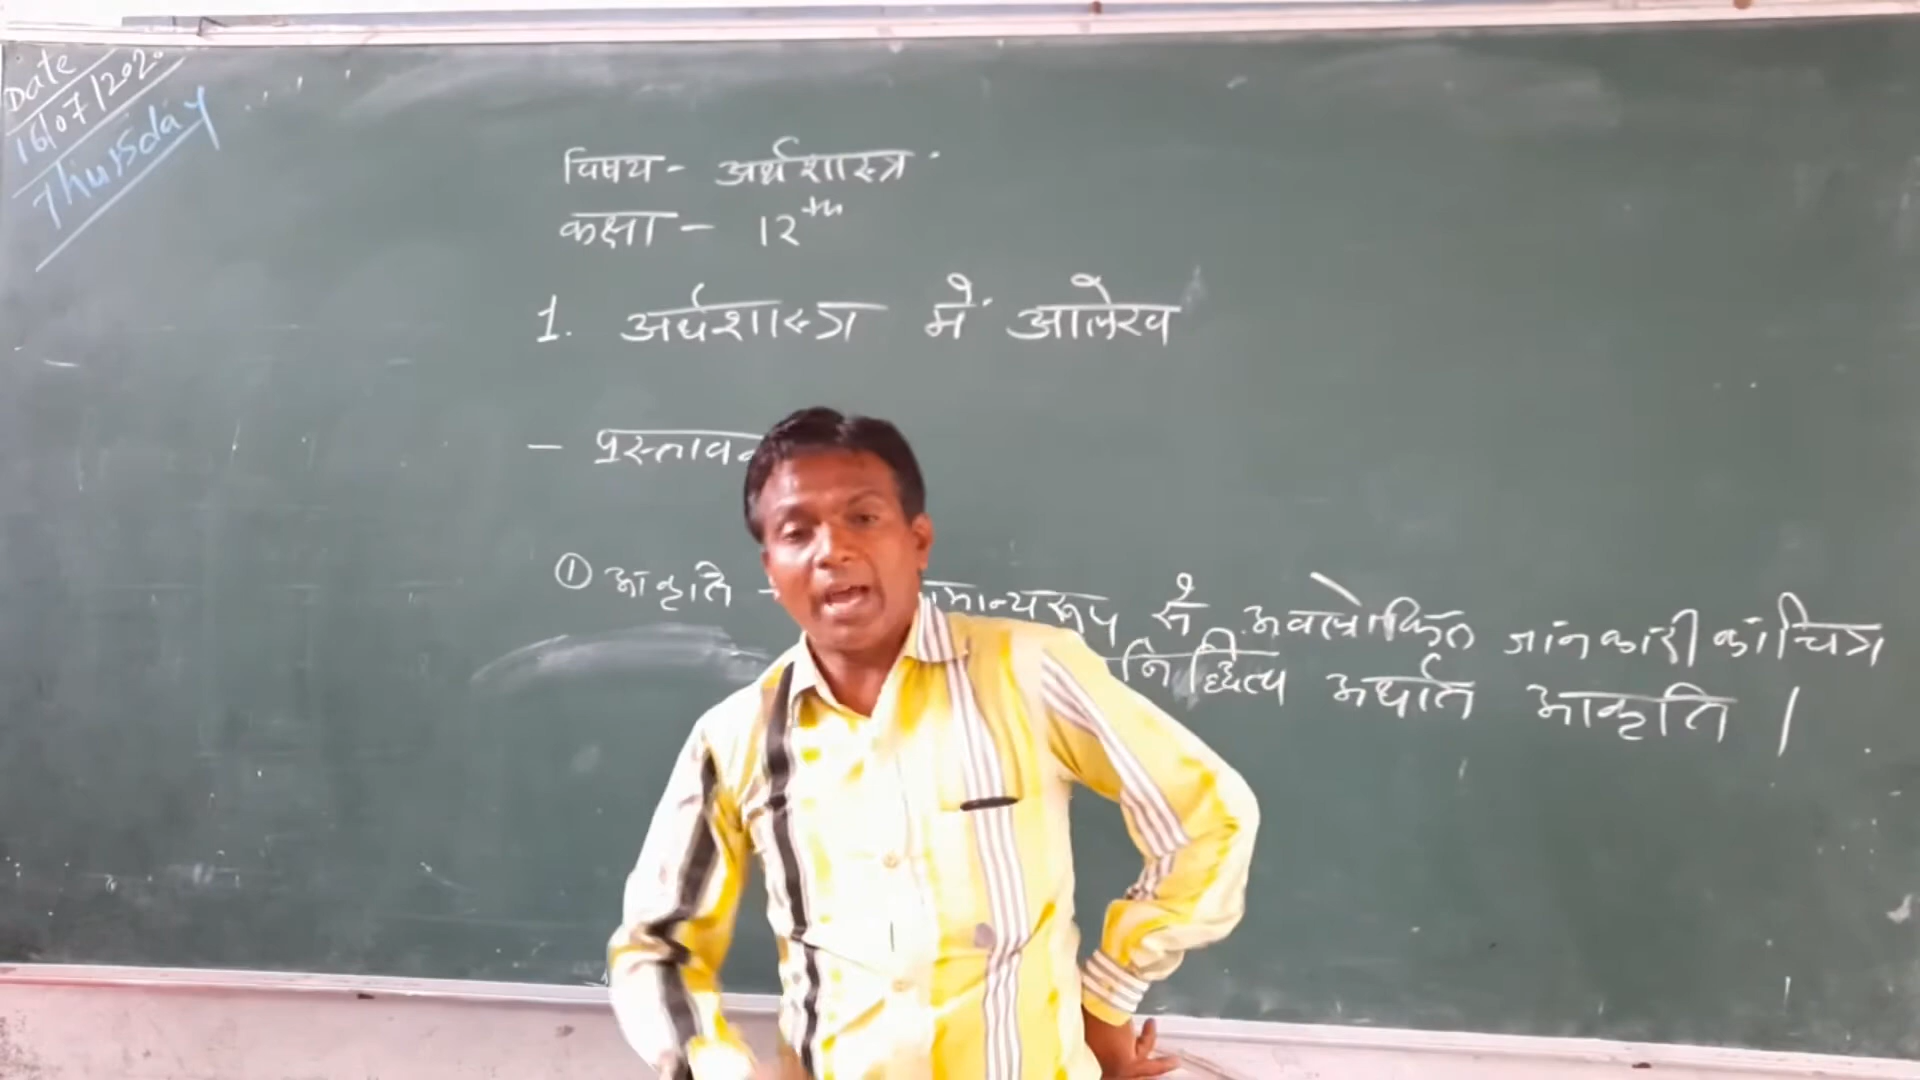 Date
16/07/2020
Thursday
विषय - अर्थशास्त्र
कक्षा - 12th
1. अर्थशास्त्र में आलेख
- प्रस्तावन
① आकृति - मान्यरूप से अवलोकित जानकारी का चित्र
अर्थात आकृति ।